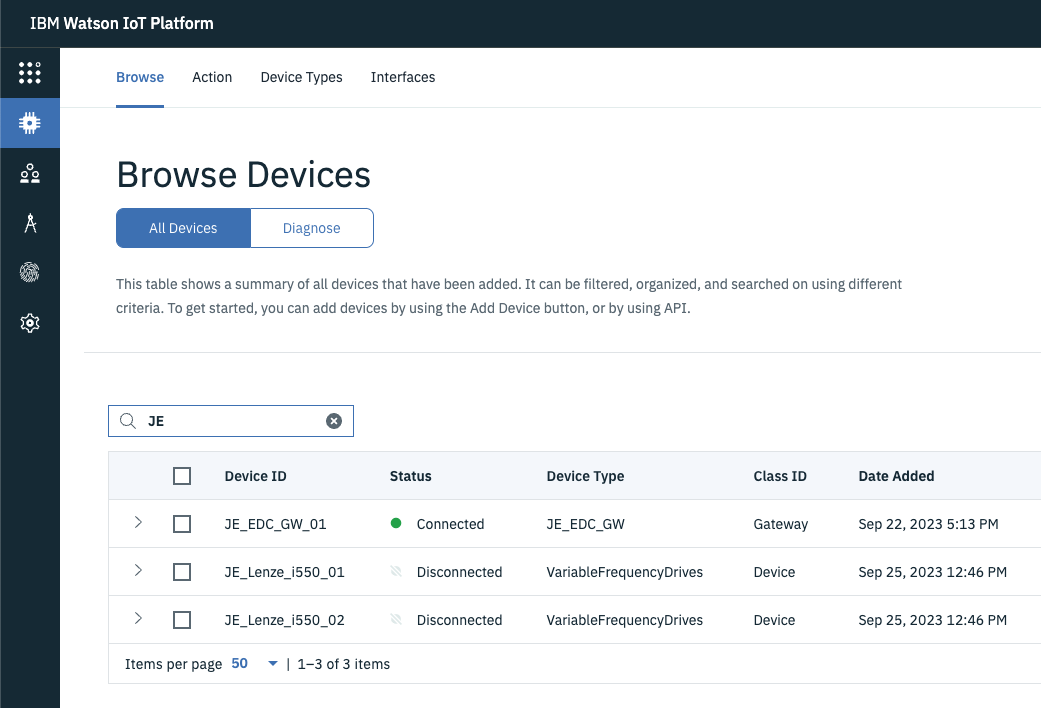 IBM Watson IoT Platform
Browse Action Device Types Interfaces
Browse Devices
All Devices Diagnose
This table shows a summary of all devices that have been added. It can be filtered, organized, and searched on using different
criteria. To get started, you can add devices by using the Add Device button, or by using API.
JE
Device ID Status Device Type Class ID Date Added
JE_EDC_GW_01 Connected JE_EDC_GW Gateway Sep 22, 2023 5:13 PM
JE_Lenze_i550_01 Disconnected VariableFrequencyDrives Device Sep 25, 2023 12:46 PM
JE_Lenze_i550_02 Disconnected VariableFrequencyDrives Device Sep 25, 2023 12:46 PM
Items per page 50 | 1–3 of 3 items